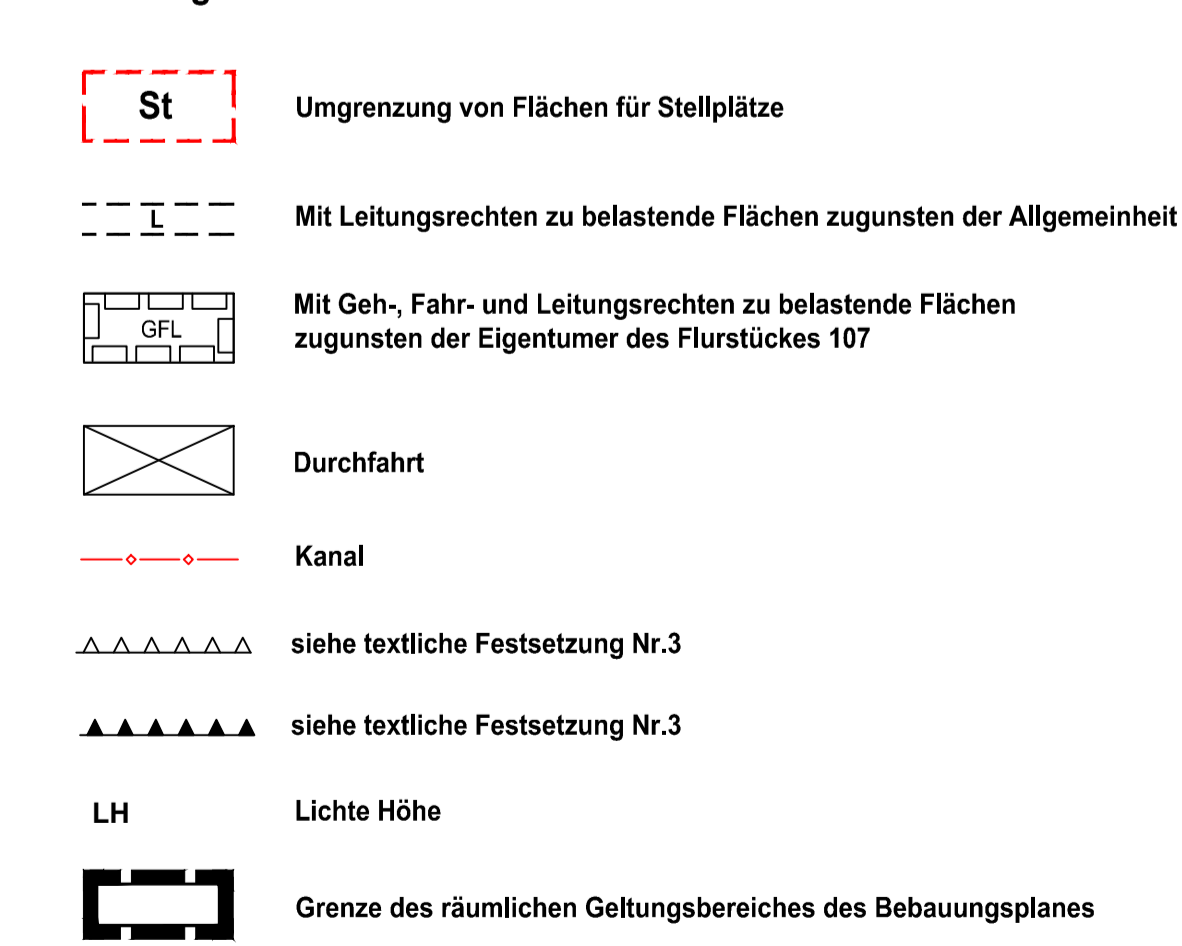 St
Umgrenzung von Flächen für Stellplätze
L
Mit Leitungsrechten zu belastende Flächen zugunsten der Allgemeinheit
GFL
Mit Geh-, Fahr- und Leitungsrechten zu belastende Flächen
zugunsten der Eigentumer des Flurstückes 107
Durchfahrt
Kanal
siehe textliche Festsetzung Nr.3
siehe textliche Festsetzung Nr.3
LH
Lichte Höhe
Grenze des räumlichen Geltungsbereiches des Bebauungsplanes